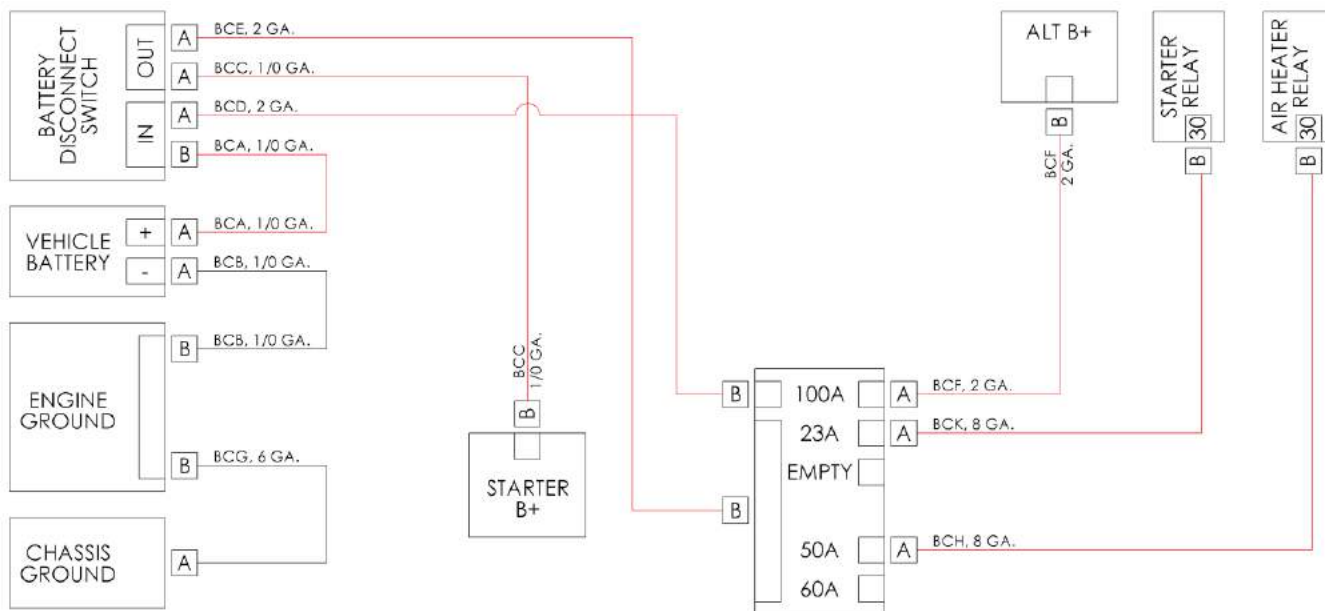 BATTERY
DISCONNECT
SWITCH
OUT
IN
A
BCE, 2 GA.
A
BCC, 1/0 GA.
A
BCD, 2 GA.
B
BCA, 1/0 GA.
VEHICLE
BATTERY
+
-
A
BCA, 1/0 GA.
A
BCB, 1/0 GA.
ENGINE
GROUND
B
BCB, 1/0 GA.
B
BCG, 6 GA.
CHASSIS
GROUND
A
BCC
1/0 GA.
B
STARTER
B+
ALT B+
B
BCF
2 GA.
STARTER
RELAY
30
B
AIR HEATER
RELAY
30
B
B
100A
A
BCF, 2 GA.
23A
A
BCK, 8 GA.
EMPTY
B
50A
A
BCH, 8 GA.
60A